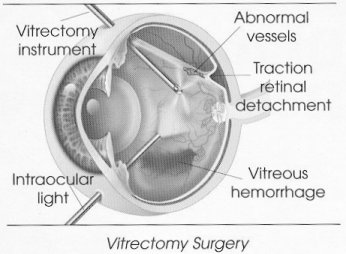 Vitrectomy
instrument
Abnormal
vessels
Traction
retinal
detachment
Intraocular
light
Vitreous
hemorrhage
Vitrectomy Surgery